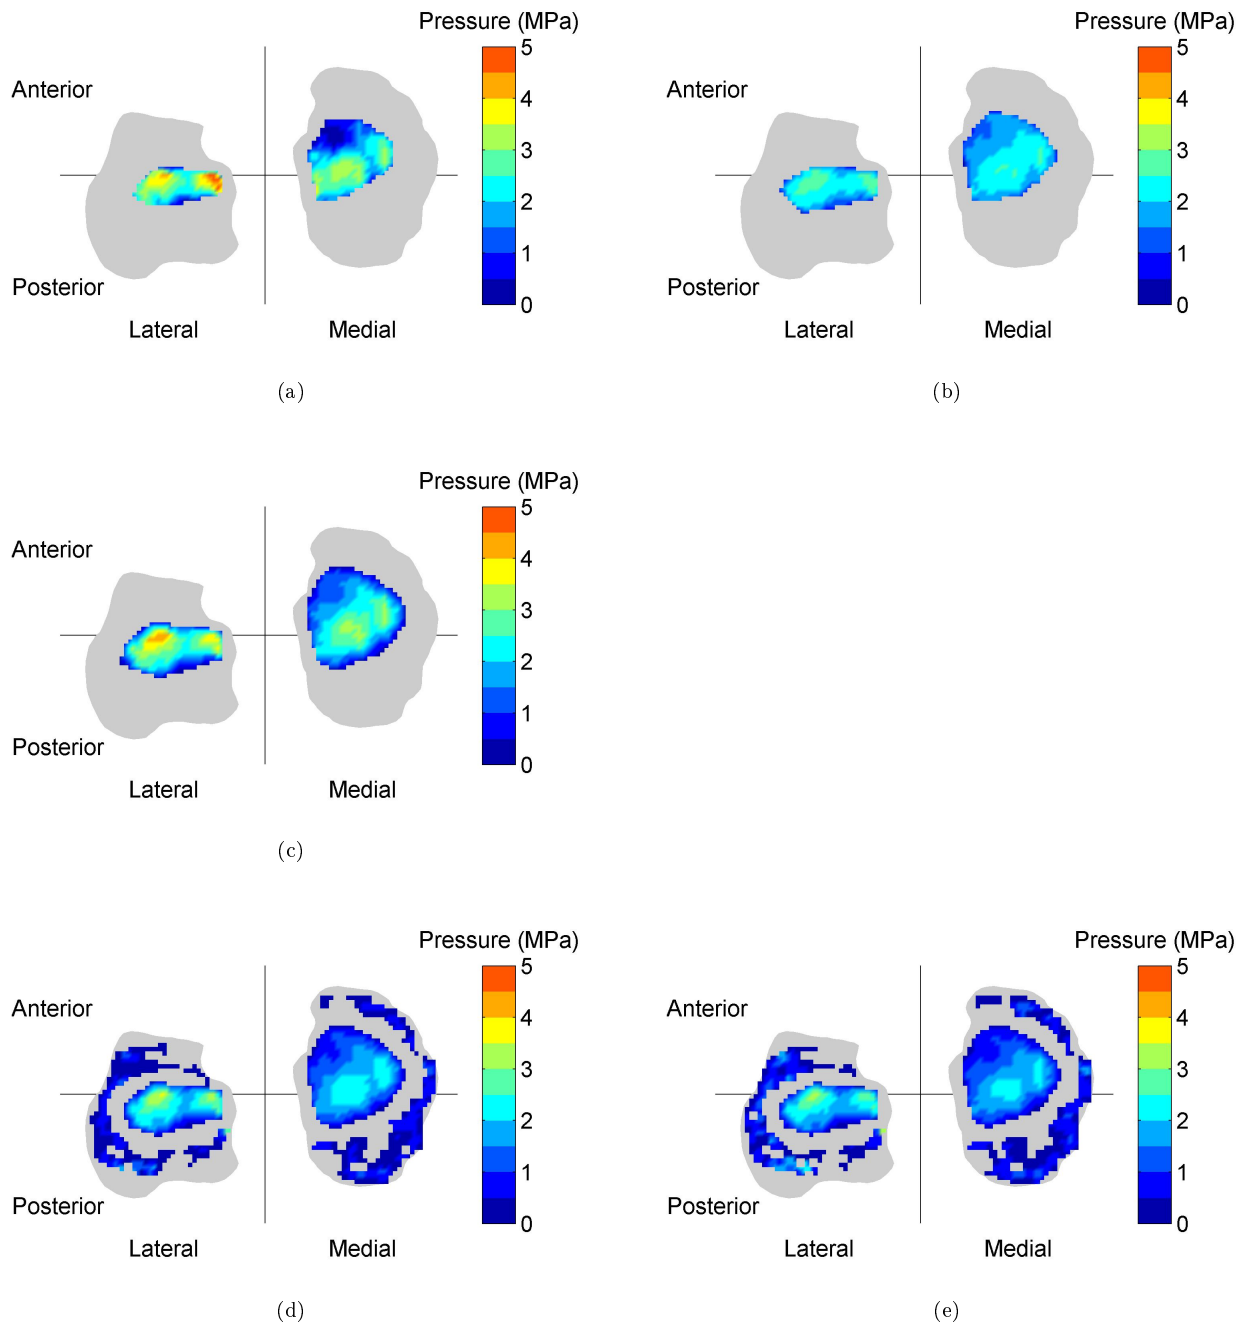 Pressure (MPa)
5
Anterior
4
3
2
1
Posterior
0
Lateral Medial
(a)
Pressure (MPa)
5
Anterior
4
3
2
1
Posterior
0
Lateral Medial
(b)
Pressure (MPa)
5
Anterior
4
3
2
1
Posterior
0
Lateral Medial
(c)
Pressure (MPa)
5
Anterior
4
3
2
1
Posterior
0
Lateral Medial
(d)
Pressure (MPa)
5
Anterior
4
3
2
1
Posterior
0
Lateral Medial
(e)